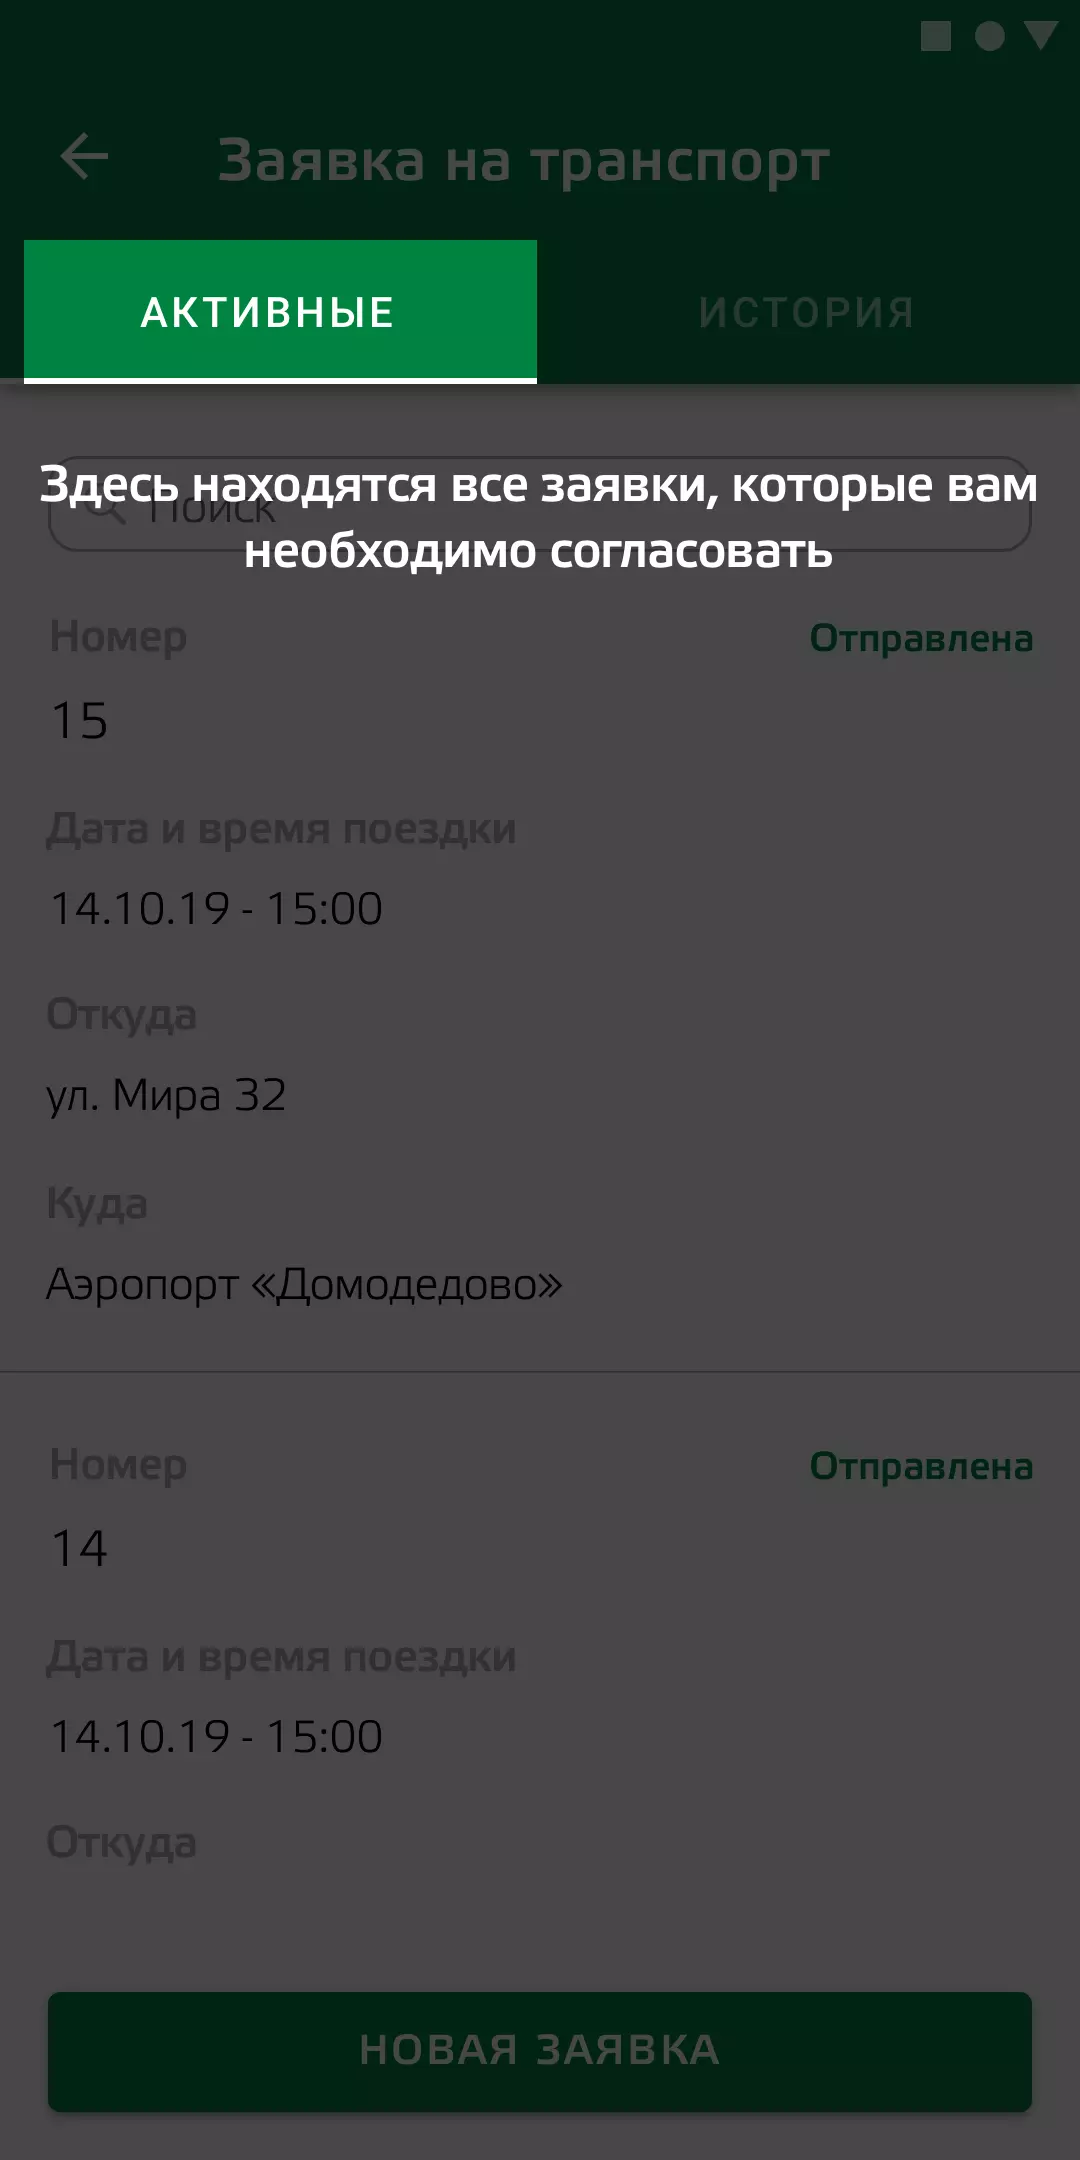 Заявка на транспорт
АКТИВНЫЕ
ИСТОРИЯ
Здесь находятся все заявки, которые вам
необходимо согласовать
Поиск
Номер
Отправлена
15
Дата и время поездки
14.10.19 - 15:00
Откуда
ул. Мира 32
Куда
Аэропорт «Домодедово»
Номер
Отправлена
14
Дата и время поездки
14.10.19 - 15:00
Откуда
НОВАЯ ЗАЯВКА